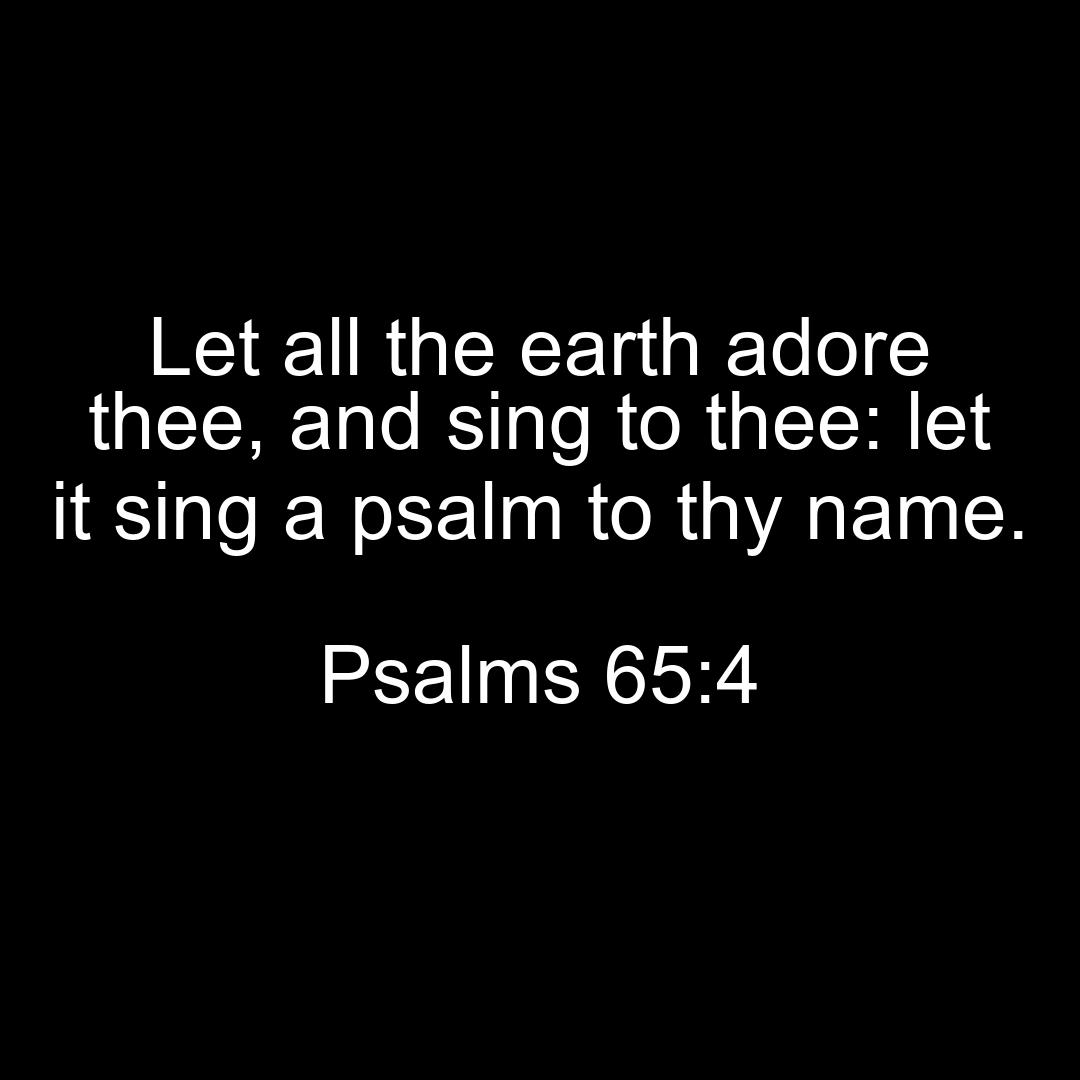 Let all the earth adore
thee, and sing to thee: let
it sing a psalm to thy name.
Psalms 65:4